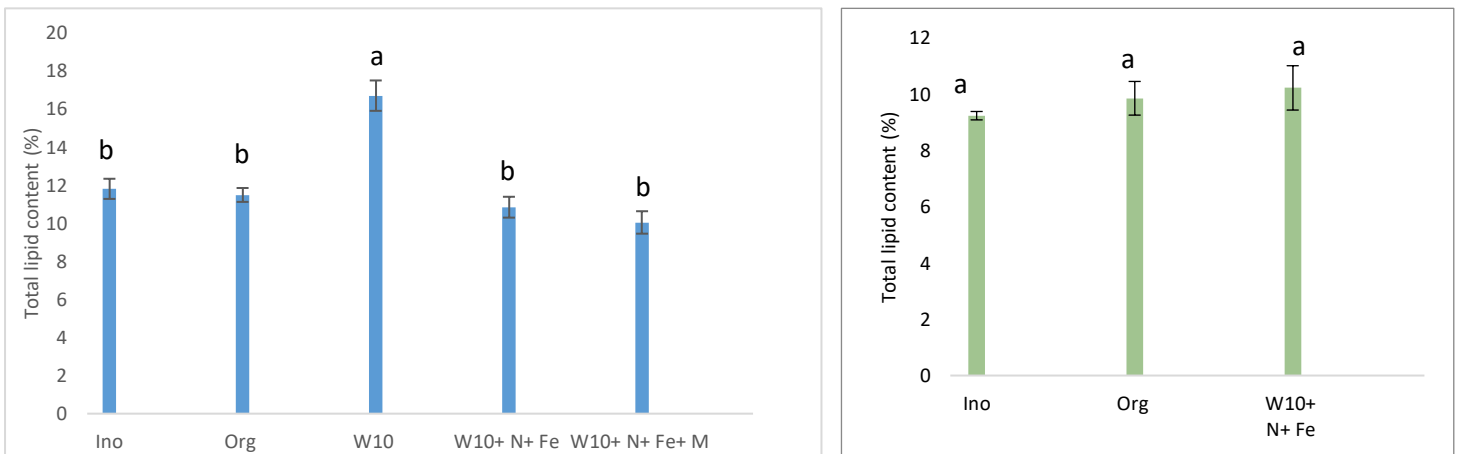 20
18
16
14
12
10
8
6
4
2
0
Total lipid content (%)
b
b
a
b
b
Ino
Org
W10
W10+ N+ Fe
W10+ N+ Fe+ M
12
10
8
6
4
2
0
Total lipid content (%)
a
a
a
Ino
Org
W10+
N+ Fe